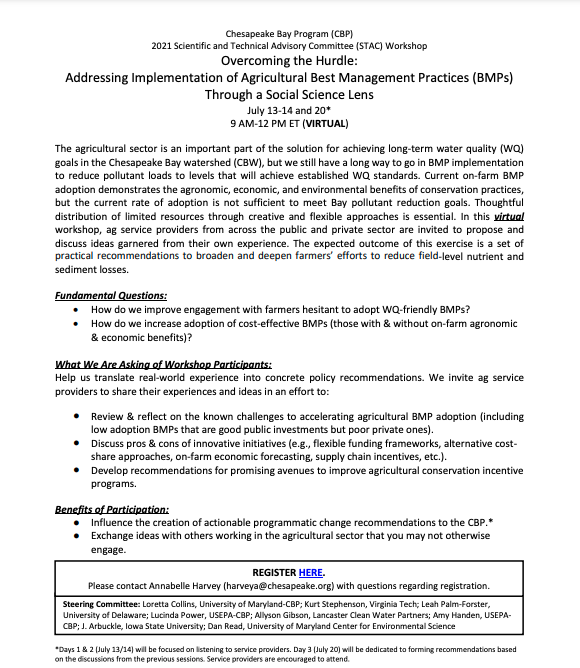 Chesapeake Bay Program (CBP)
2021 Scientific and Technical Advisory Committee (STAC) Workshop
Overcoming the Hurdle:
Addressing Implementation of Agricultural Best Management Practices (BMPs)
Through a Social Science Lens
July 13-14 and 20*
9 AM-12 PM ET (VIRTUAL)
The agricultural sector is an important part of the solution for achieving long-term water quality (WQ)
goals in the Chesapeake Bay watershed (CBW), but we still have a long way to go in BMP implementation
to reduce pollutant loads to levels that will achieve established WQ standards. Current on-farm BMP
adoption demonstrates the agronomic, economic, and environmental benefits of conservation practices,
but the current rate of adoption is not sufficient to meet Bay pollutant reduction goals. Thoughtful
distribution of limited resources through creative and flexible approaches is essential. In this virtual
workshop, ag service providers from across the public and private sector are invited to propose and
discuss ideas garnered from their own experience. The expected outcome of this exercise is a set of
practical recommendations to broaden and deepen farmers' efforts to reduce field-level nutrient and
sediment losses.
Fundamental Questions:
• How do we improve engagement with farmers hesitant to adopt WQ-friendly BMPs?
• How do we increase adoption of cost-effective BMPs (those with & without on-farm agronomic
& economic benefits)?
What We Are Asking of Workshop Participants:
Help us translate real-world experience into concrete policy recommendations. We invite ag service
providers to share their experiences and ideas in an effort to:
• Review & reflect on the known challenges to accelerating agricultural BMP adoption (including
low adoption BMPs that are good public investments but poor private ones).
• Discuss pros & cons of innovative initiatives (e.g., flexible funding frameworks, alternative cost-
share approaches, on-farm economic forecasting, supply chain incentives, etc.).
• Develop recommendations for promising avenues to improve agricultural conservation incentive
programs.
Benefits of Participation:
• Influence the creation of actionable programmatic change recommendations to the CBP.*
• Exchange ideas with others working in the agricultural sector that you may not otherwise
engage.
REGISTER HERE.
Please contact Annabelle Harvey (harveya@chesapeake.org) with questions regarding registration.
Steering Committee: Loretta Collins, University of Maryland-CBP; Kurt Stephenson, Virginia Tech; Leah Palm-Forster,
University of Delaware; Lucinda Power, USEPA-CBP; Allyson Gibson, Lancaster Clean Water Partners; Amy Handen, USEPA-
CBP; J. Arbuckle, Iowa State University; Dan Read, University of Maryland Center for Environmental Science
*Days 1 & 2 (July 13/14) will be focused on listening to service providers. Day 3 (July 20) will be dedicated to forming recommendations based
on the discussions from the previous sessions. Service providers are encouraged to attend.